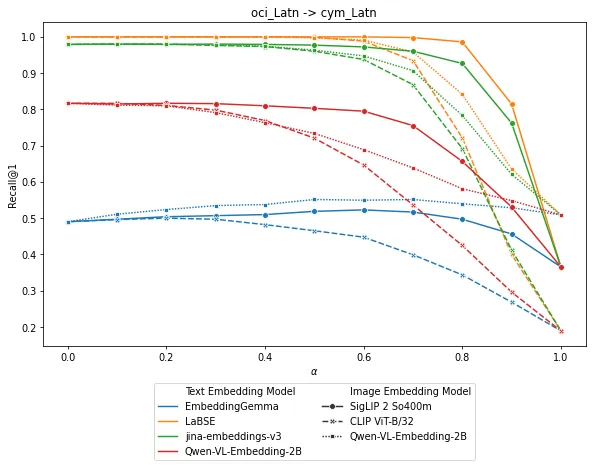 oci_Latn -> cym_Latn
1.0
0.9
0.8
0.7
0.6
0.5
0.4
0.3
0.2
Recall@1
0.0 0.2 0.4 0.6 0.8 1.0
α
Text Embedding Model Image Embedding Model
EmbeddingGemma SigLIP 2 So400m
LaBSE CLIP ViT-B/32
jina-embeddings-v3 Qwen-VL-Embedding-2B
Qwen-VL-Embedding-2B